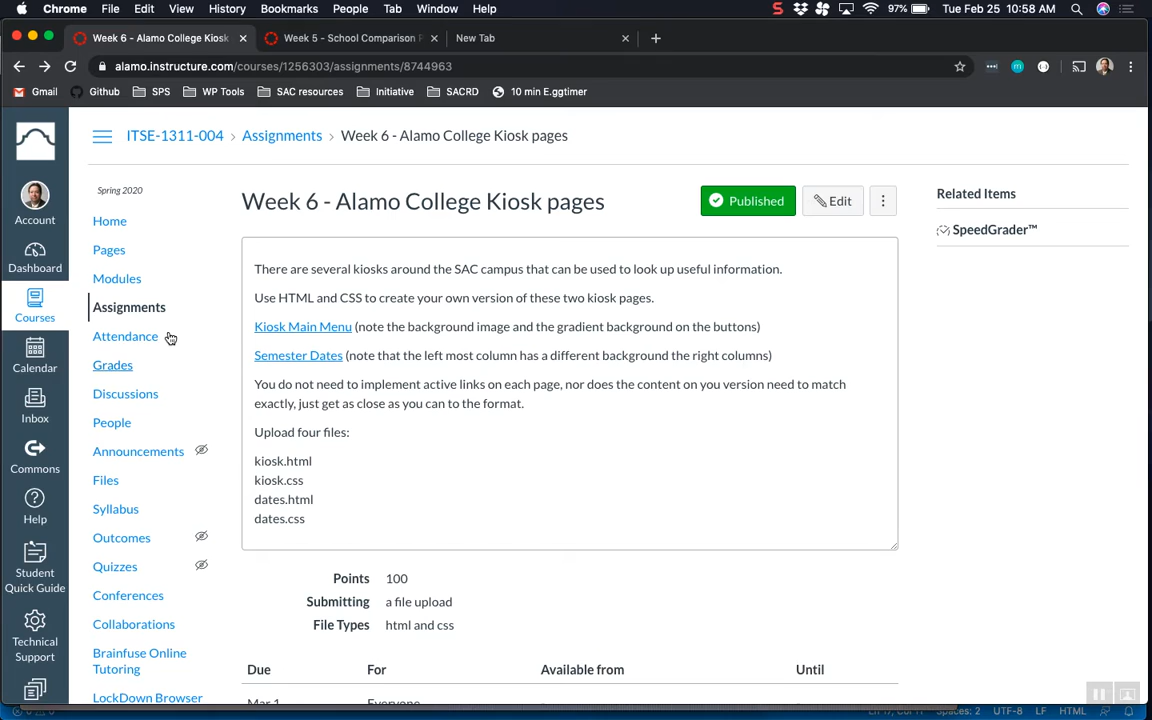 Chrome File Edit View History Bookmarks People Tab Window Help 97% Tue Feb 25 10:58 AM
Week 6 - Alamo College Kiosk Week 5 - School Comparison P New Tab
alamo.instructure.com/courses/1256303/assignments/8744963
Gmail Github SPS WP Tools SAC resources Initiative SACRD 10 min E.ggtimer
ITSE-1311-004 › Assignments › Week 6 - Alamo College Kiosk pages
Spring 2020
Home
Pages
Modules
Assignments
Attendance
Grades
Discussions
People
Announcements
Files
Syllabus
Outcomes
Quizzes
Conferences
Collaborations
Brainfuse Online
Tutoring
LockDown Browser
Account
Dashboard
Courses
Calendar
Inbox
Commons
Help
Student
Quick Guide
Technical
Support
Week 6 - Alamo College Kiosk pages
Published
Edit
There are several kiosks around the SAC campus that can be used to look up useful information.
Use HTML and CSS to create your own version of these two kiosk pages.
Kiosk Main Menu (note the background image and the gradient background on the buttons)
Semester Dates (note that the left most column has a different background the right columns)
You do not need to implement active links on each page, nor does the content on you version need to match
exactly, just get as close as you can to the format.
Upload four files:
kiosk.html
kiosk.css
dates.html
dates.css
Points 100
Submitting a file upload
File Types html and css
Due For Available from Until
Mar 1 Everyone
Related Items
SpeedGrader™
Spaces: 2 UTF-8 LF HTML